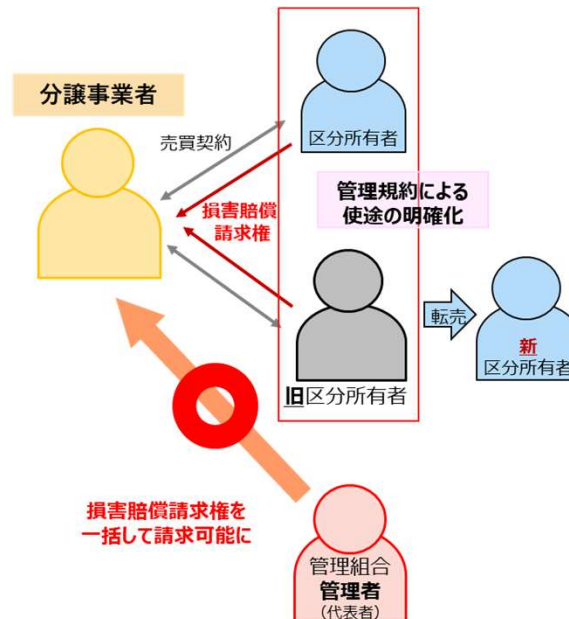 分譲事業者
売買契約
区分所有者
損害賠償
請求権
管理規約による
使途の明確化
転売
新
区分所有者
旧区分所有者
損害賠償請求権を
一括して請求可能に
管理組合
管理者
(代表者)